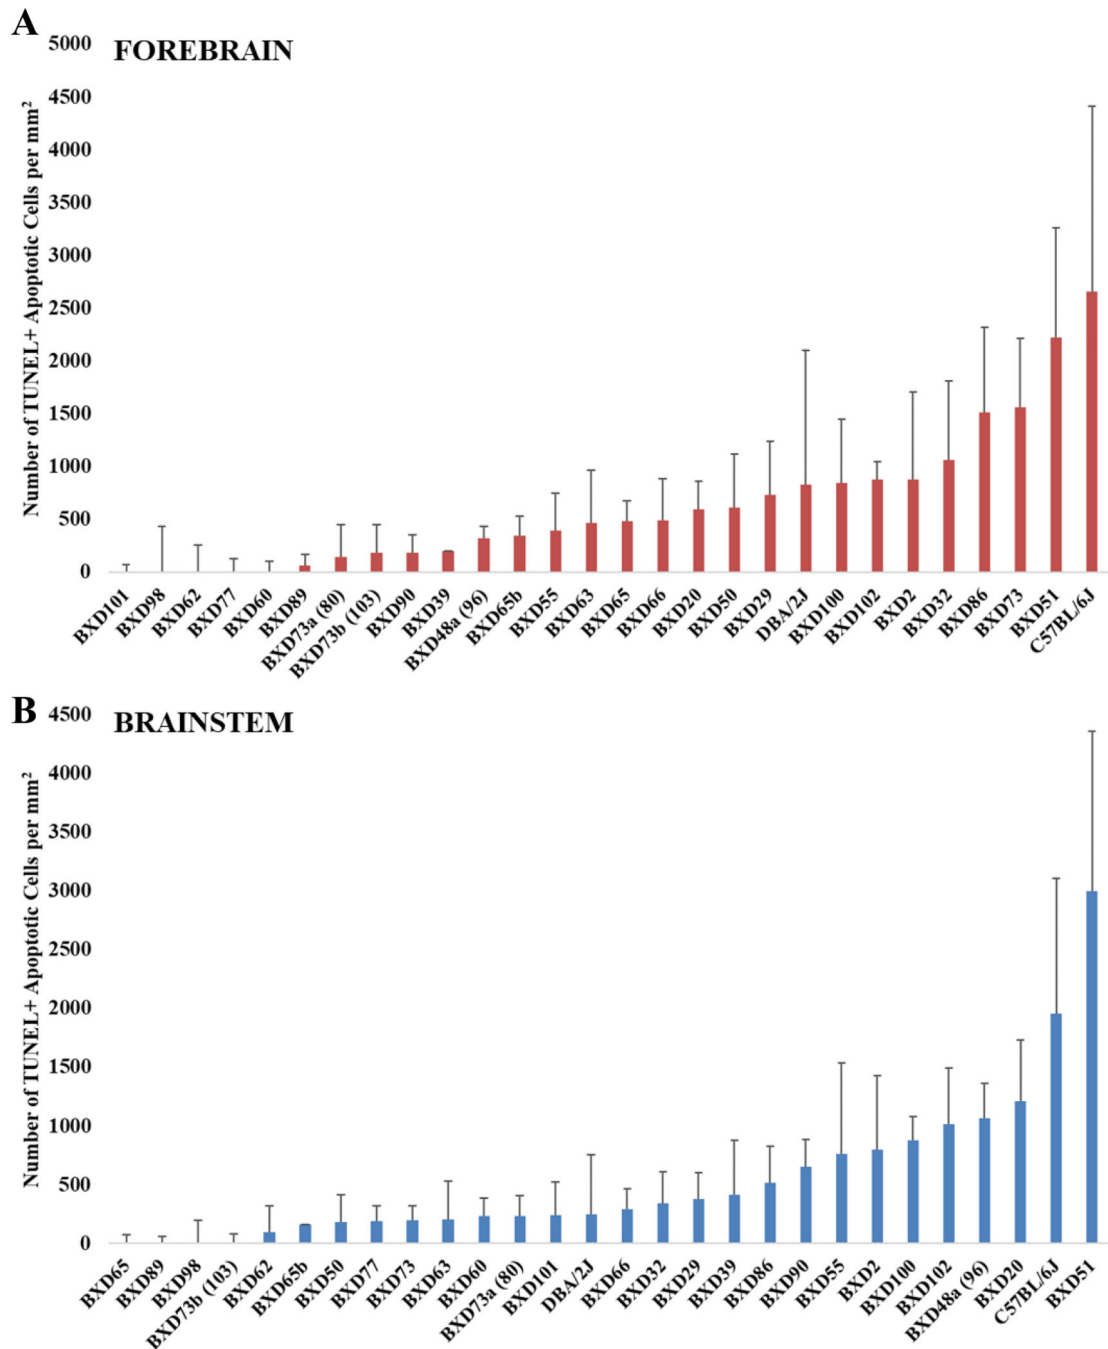 A
FOREBRAIN
Number of TUNEL+ Apoptotic Cells per mm²
5000
4500
4000
3500
3000
2500
2000
1500
1000
500
0
BXD101
BXD98
BXD62
BXD77
BXD60
BXD89
BXD73a (80)
BXD73b (103)
BXD90
BXD39
BXD48a (96)
BXD65b
BXD55
BXD63
BXD65
BXD66
BXD20
BXD50
BXD29
DBA/2J
BXD100
BXD102
BXD2
BXD32
BXD86
BXD73
BXD51
C57BL/6J
B
BRAINSTEM
Number of TUNEL+ Apoptotic Cells per mm²
4500
4000
3500
3000
2500
2000
1500
1000
500
0
BXD65
BXD89
BXD98
BXD73b (103)
BXD62
BXD65b
BXD50
BXD77
BXD73
BXD63
BXD60
BXD73a (80)
BXD101
DBA/2J
BXD66
BXD32
BXD29
BXD39
BXD86
BXD90
BXD55
BXD2
BXD100
BXD102
BXD48a (96)
BXD20
C57BL/6J
BXD51